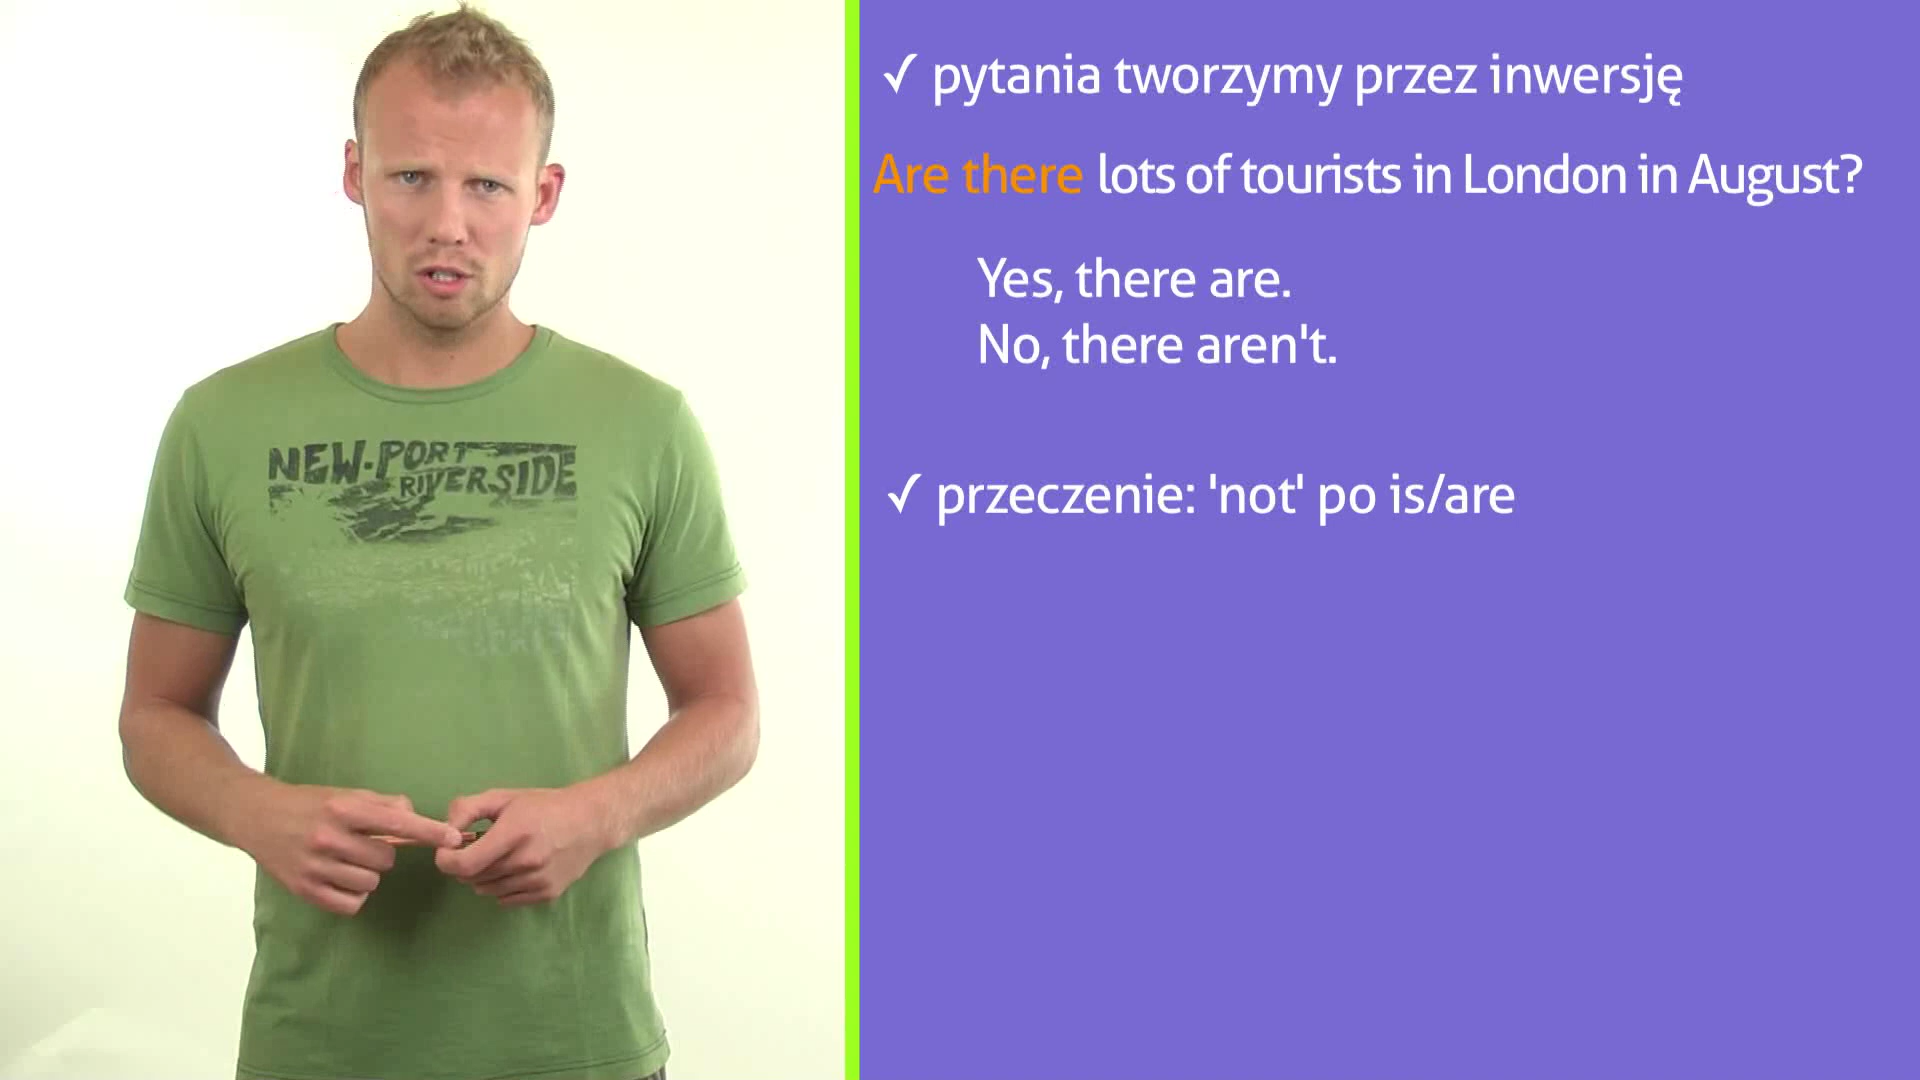 NEW-PORT
RIVERSIDE
✓ pytania tworzymy przez inwersję
Are there lots of tourists in London in August?
Yes, there are.
No, there aren't.
✓ przeczenie: 'not' po is/are